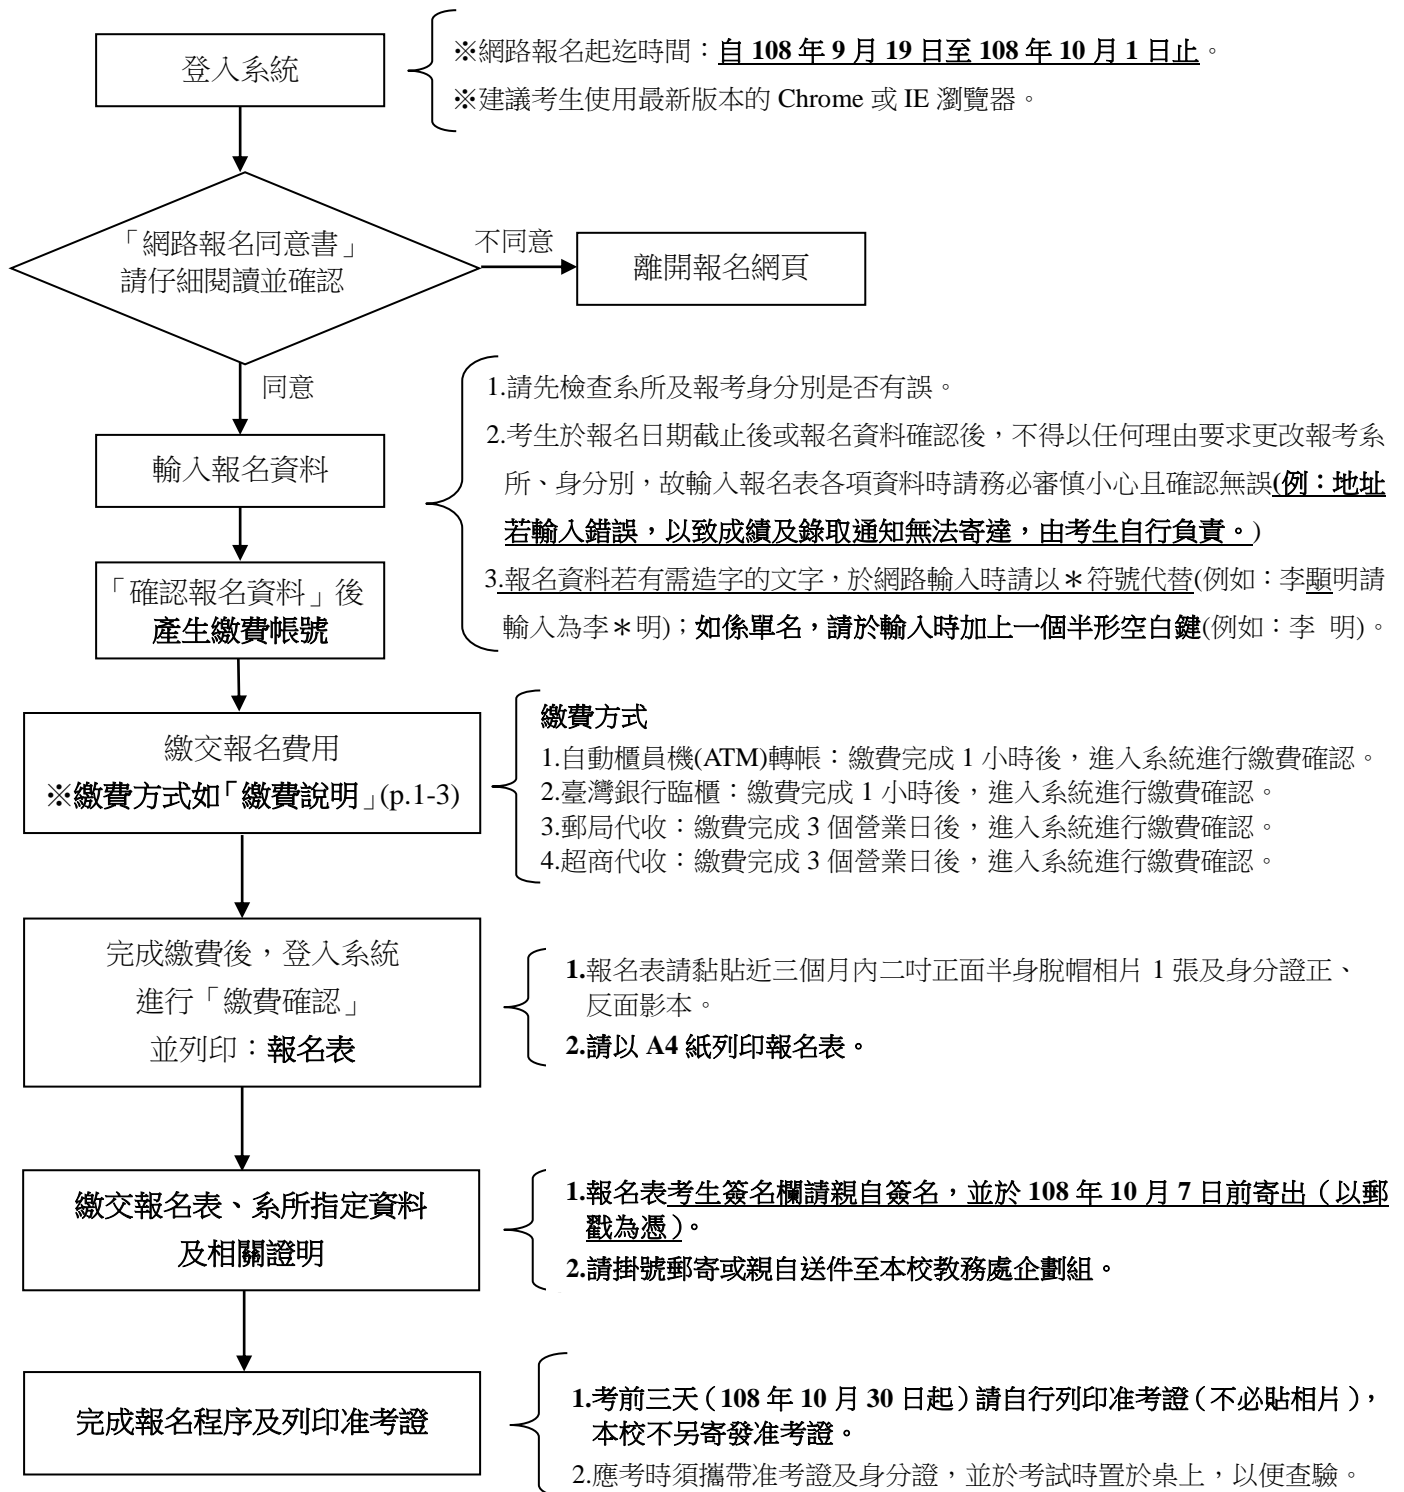 登入系統
※網路報名起迄時間：自 108 年 9 月 19 日至 108 年 10 月 1 日止。
※建議考生使用最新版本的 Chrome 或 IE 瀏覽器。
「網路報名同意書」
請仔細閱讀並確認
不同意
離開報名網頁
同意
輸入報名資料
1.請先檢查系所及報考身分別是否有誤。
2.考生於報名日期截止後或報名資料確認後，不得以任何理由要求更改報考系
所、身分別，故輸入報名表各項資料時請務必審慎小心且確認無誤(例：地址
若輸入錯誤，以致成績及錄取通知無法寄達，由考生自行負責。)
3.報名資料若有需造字的文字，於網路輸入時請以＊符號代替(例如：李顯明請
輸入為李＊明)；如係單名，請於輸入時加上一個半形空白鍵(例如：李 明)。
「確認報名資料」後
產生繳費帳號
繳交報名費用
※繳費方式如「繳費說明」(p.1-3)
繳費方式
1.自動櫃員機(ATM)轉帳：繳費完成 1 小時後，進入系統進行繳費確認。
2.臺灣銀行臨櫃：繳費完成 1 小時後，進入系統進行繳費確認。
3.郵局代收：繳費完成 3 個營業日後，進入系統進行繳費確認。
4.超商代收：繳費完成 3 個營業日後，進入系統進行繳費確認。
完成繳費後，登入系統
進行「繳費確認」
並列印：報名表
1.報名表請黏貼近三個月內二吋正面半身脫帽相片 1 張及身分證正、
反面影本。
2.請以 A4 紙列印報名表。
繳交報名表、系所指定資料
及相關證明
1.報名表考生簽名欄請親自簽名，並於 108 年 10 月 7 日前寄出（以郵
戳為憑）。
2.請掛號郵寄或親自送件至本校教務處企劃組。
完成報名程序及列印准考證
1.考前三天（108 年 10 月 30 日起）請自行列印准考證（不必貼相片），
本校不另寄發准考證。
2.應考時須攜帶准考證及身分證，並於考試時置於桌上，以便查驗。